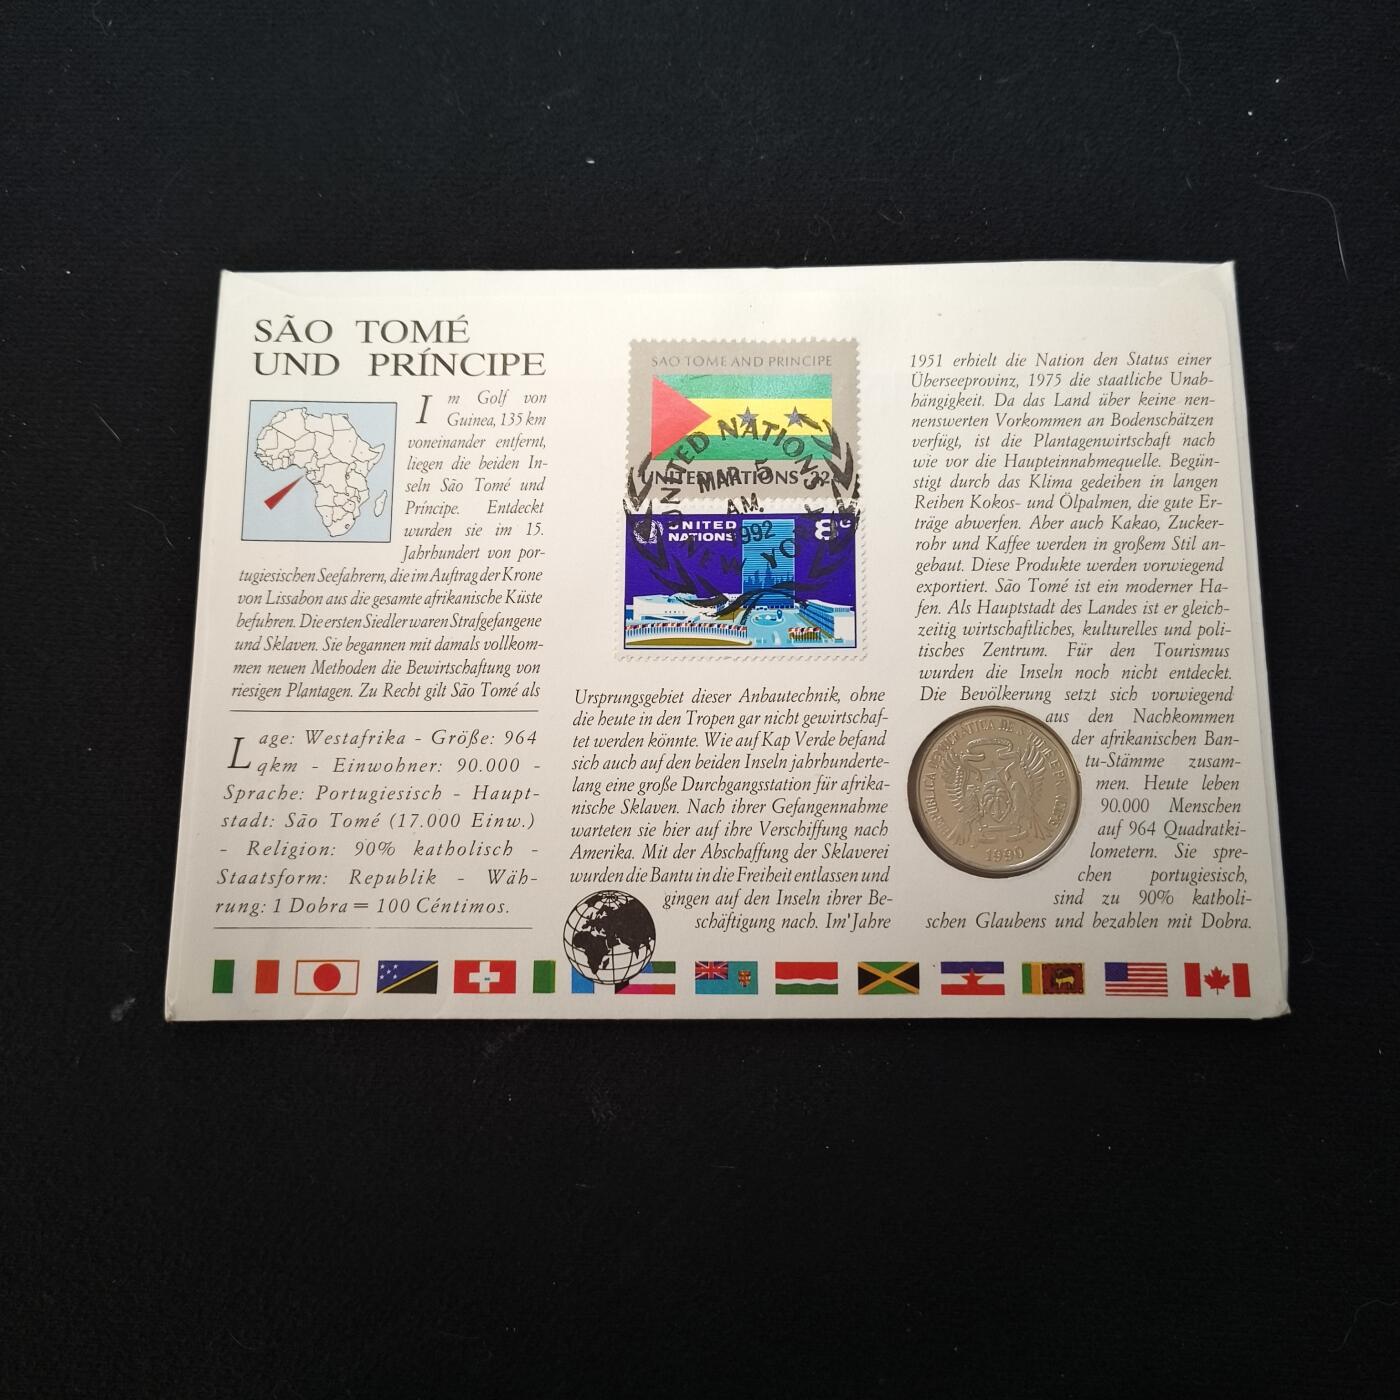 SÃO TOMÉ
UND PRÍNCIPE
Im Golf von
Guinea, 135 km
voneinander entfernt,
liegen die beiden In-
seln São Tomé und
Príncipe. Entdeckt
wurden sie im 15.
Jahrhundert von por-
tugiesischen Seefahrern, die im Auftrag der Krone
von Lissabon aus die gesamte afrikanische Küste
befuhren. Die ersten Siedler waren Strafgefangene
und Sklaven. Sie begannen mit damals vollkom-
men neuen Methoden die Bewirtschaftung von
riesigen Plantagen. Zu Recht gilt São Tomé als
Lage: Westafrika - Größe: 964
qkm - Einwohner: 90.000 -
Sprache: Portugiesisch - Haupt-
stadt: São Tomé (17.000 Einw.)
- Religion: 90% katholisch -
Staatsform: Republik - Wäh-
rung: 1 Dobra = 100 Céntimos.
SAO TOME AND PRINCIPE
UNITED NATIONS 22c
UNITED NATIONS
MAR 5
AM.
1992
NEW YORK
UNITED
NATIONS
8c
Ursprungsgebiet dieser Anbautechnik, ohne
die heute in den Tropen gar nicht gewirtschaf-
tet werden könnte. Wie auf Kap Verde befand
sich auch auf den beiden Inseln jahrhunderte-
lang eine große Durchgangsstation für afrika-
nische Sklaven. Nach ihrer Gefangennahme
warteten sie hier auf ihre Verschiffung nach
Amerika. Mit der Abschaffung der Sklaverei
wurden die Bantu in die Freiheit entlassen und
gingen auf den Inseln ihrer Be-
schäftigung nach. Im' Jahre
1951 erhielt die Nation den Status einer
Überseeprovinz, 1975 die staatliche Unab-
hängigkeit. Da das Land über keine nen-
nenswerten Vorkommen an Bodenschätzen
verfügt, ist die Plantagenwirtschaft nach
wie vor die Haupteinnahmequelle. Begün-
stigt durch das Klima gedeihen in langen
Reihen Kokos- und Ölpalmen, die gute Er-
träge abwerfen. Aber auch Kakao, Zucker-
rohr und Kaffee werden in großem Stil an-
gebaut. Diese Produkte werden vorwiegend
exportiert. São Tomé ist ein moderner Ha-
fen. Als Hauptstadt des Landes ist er gleich-
zeitig wirtschaftliches, kulturelles und poli-
tisches Zentrum. Für den Tourismus
wurden die Inseln noch nicht entdeckt.
Die Bevölkerung setzt sich vorwiegend
aus den Nachkommen
der afrikanischen Ban-
tu-Stämme zusam-
men. Heute leben
90.000 Menschen
auf 964 Quadratki-
lometern. Sie spre-
chen portugiesisch,
sind zu 90% katholi-
schen Glaubens und bezahlen mit Dobra.
REPUBLICA DEMOCRATICA DE S. TOMÉ E PRINCIPE
1990